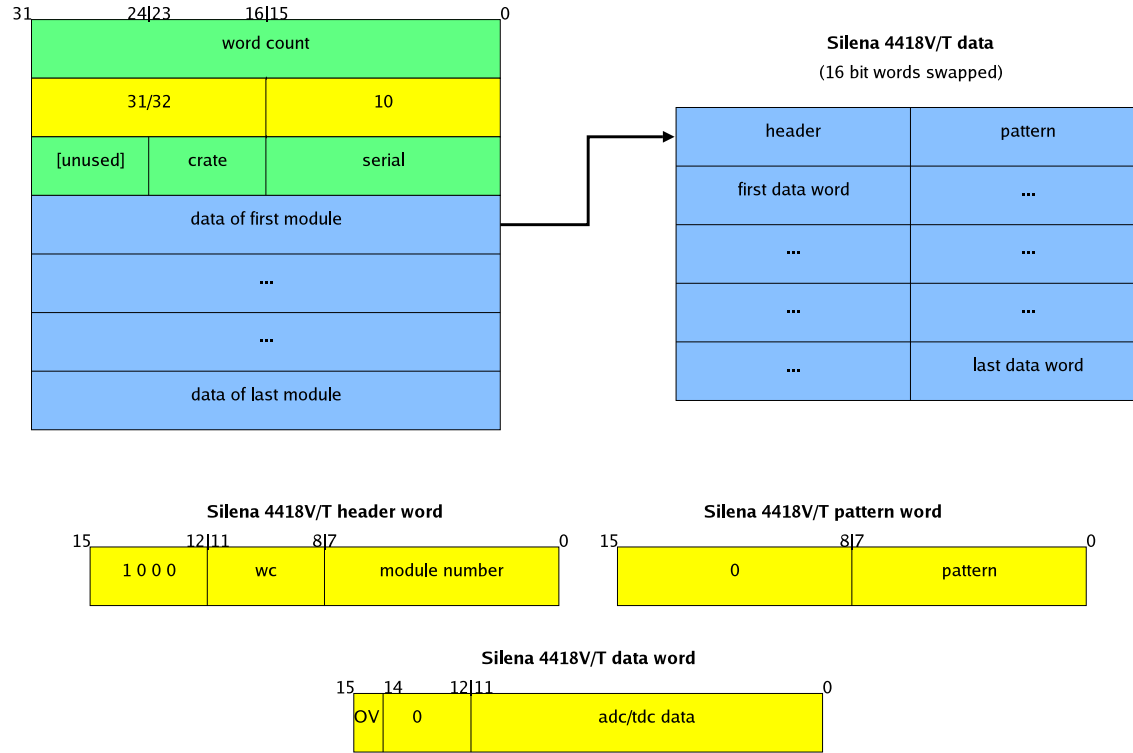 31 24|23 16|15 0
word count
31/32 10
[unused] crate serial
data of first module
...
...
data of last module
Silena 4418V/T data
(16 bit words swapped)
header pattern
first data word ...
... ...
... ...
... last data word
Silena 4418V/T header word
15 12|11 8|7 0
1 0 0 0 wc module number
Silena 4418V/T pattern word
15 8|7 0
0 pattern
Silena 4418V/T data word
15 14 12|11 0
OV 0 adc/tdc data